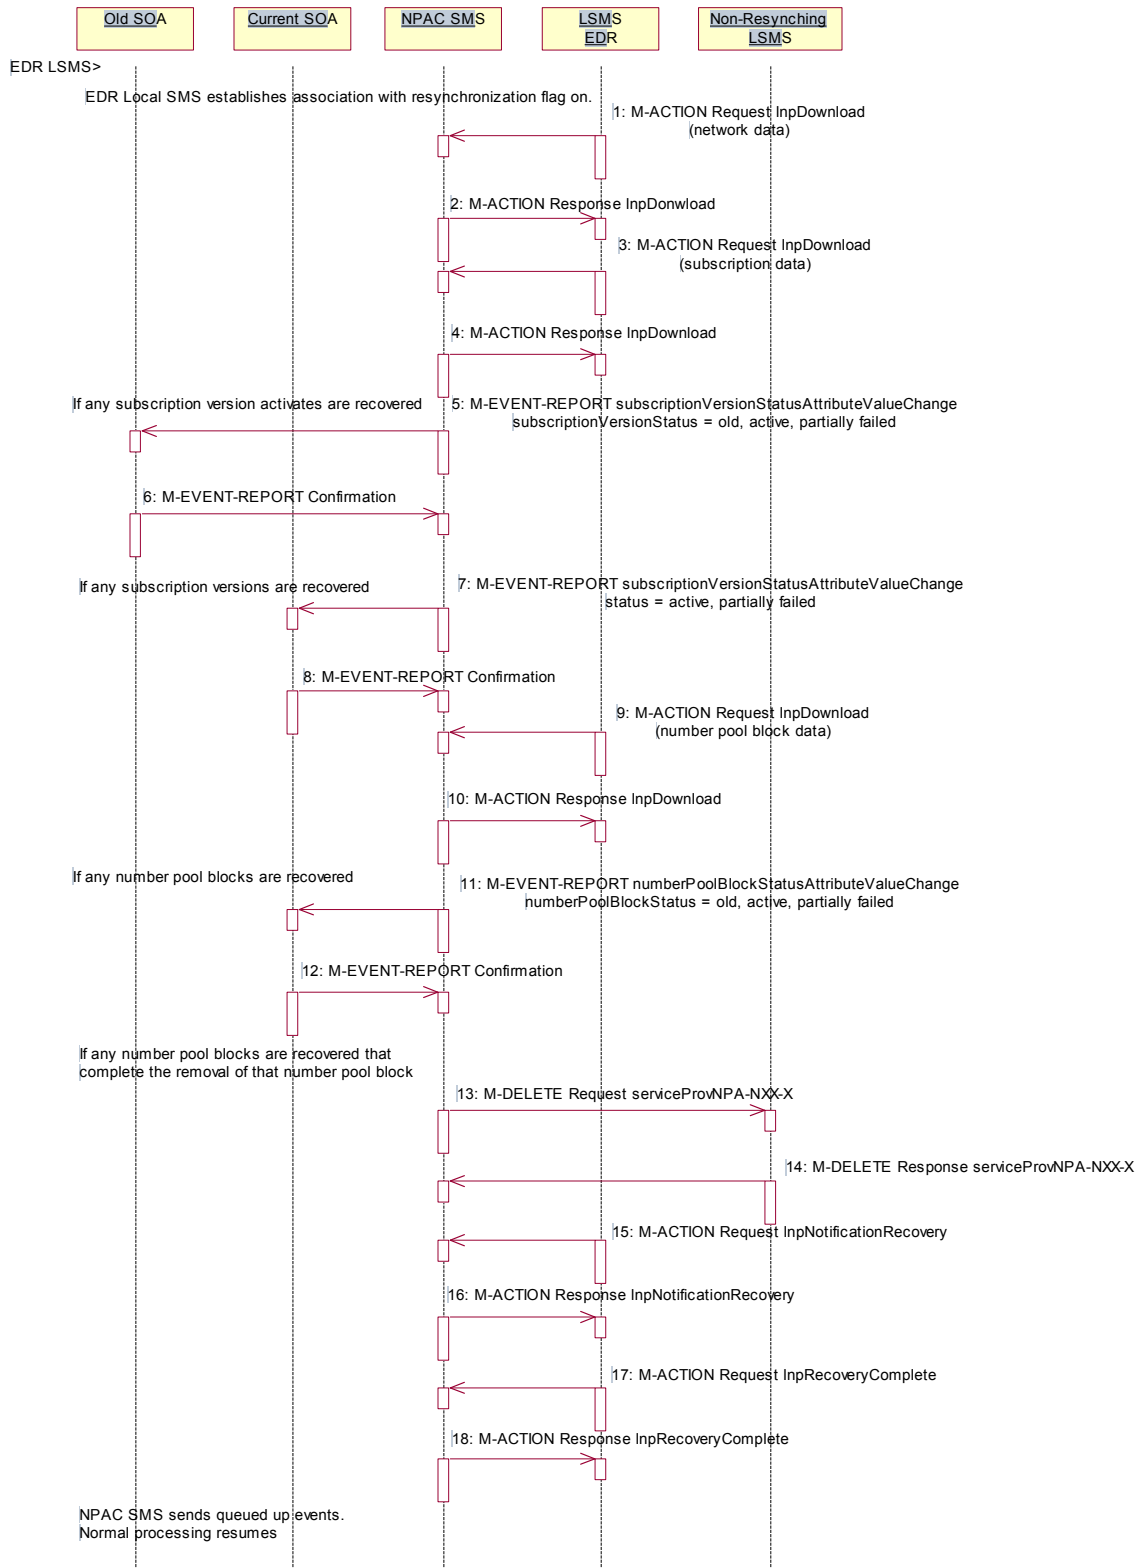 Old SOA
Current SOA
NPAC SMS
LSMS
EDR
Non-Resynching
LSMS
EDR LSMS>
EDR Local SMS establishes association with resynchronization flag on.
1: M-ACTION Request lnpDownload
(network data)
2: M-ACTION Response lnpDonwload
3: M-ACTION Request lnpDownload
(subscription data)
4: M-ACTION Response lnpDownload
If any subscription version activates are recovered
5: M-EVENT-REPORT subscriptionVersionStatusAttributeValueChange
subscriptionVersionStatus = old, active, partially failed
6: M-EVENT-REPORT Confirmation
If any subscription versions are recovered
7: M-EVENT-REPORT subscriptionVersionStatusAttributeValueChange
status = active, partially failed
8: M-EVENT-REPORT Confirmation
9: M-ACTION Request lnpDownload
(number pool block data)
10: M-ACTION Response lnpDownload
If any number pool blocks are recovered
11: M-EVENT-REPORT numberPoolBlockStatusAttributeValueChange
numberPoolBlockStatus = old, active, partially failed
12: M-EVENT-REPORT Confirmation
If any number pool blocks are recovered that
complete the removal of that number pool block
13: M-DELETE Request serviceProvNPA-NXX-X
14: M-DELETE Response serviceProvNPA-NXX-X
15: M-ACTION Request lnpNotificationRecovery
16: M-ACTION Response lnpNotificationRecovery
17: M-ACTION Request lnpRecoveryComplete
18: M-ACTION Response lnpRecoveryComplete
NPAC SMS sends queued up events.
Normal processing resumes